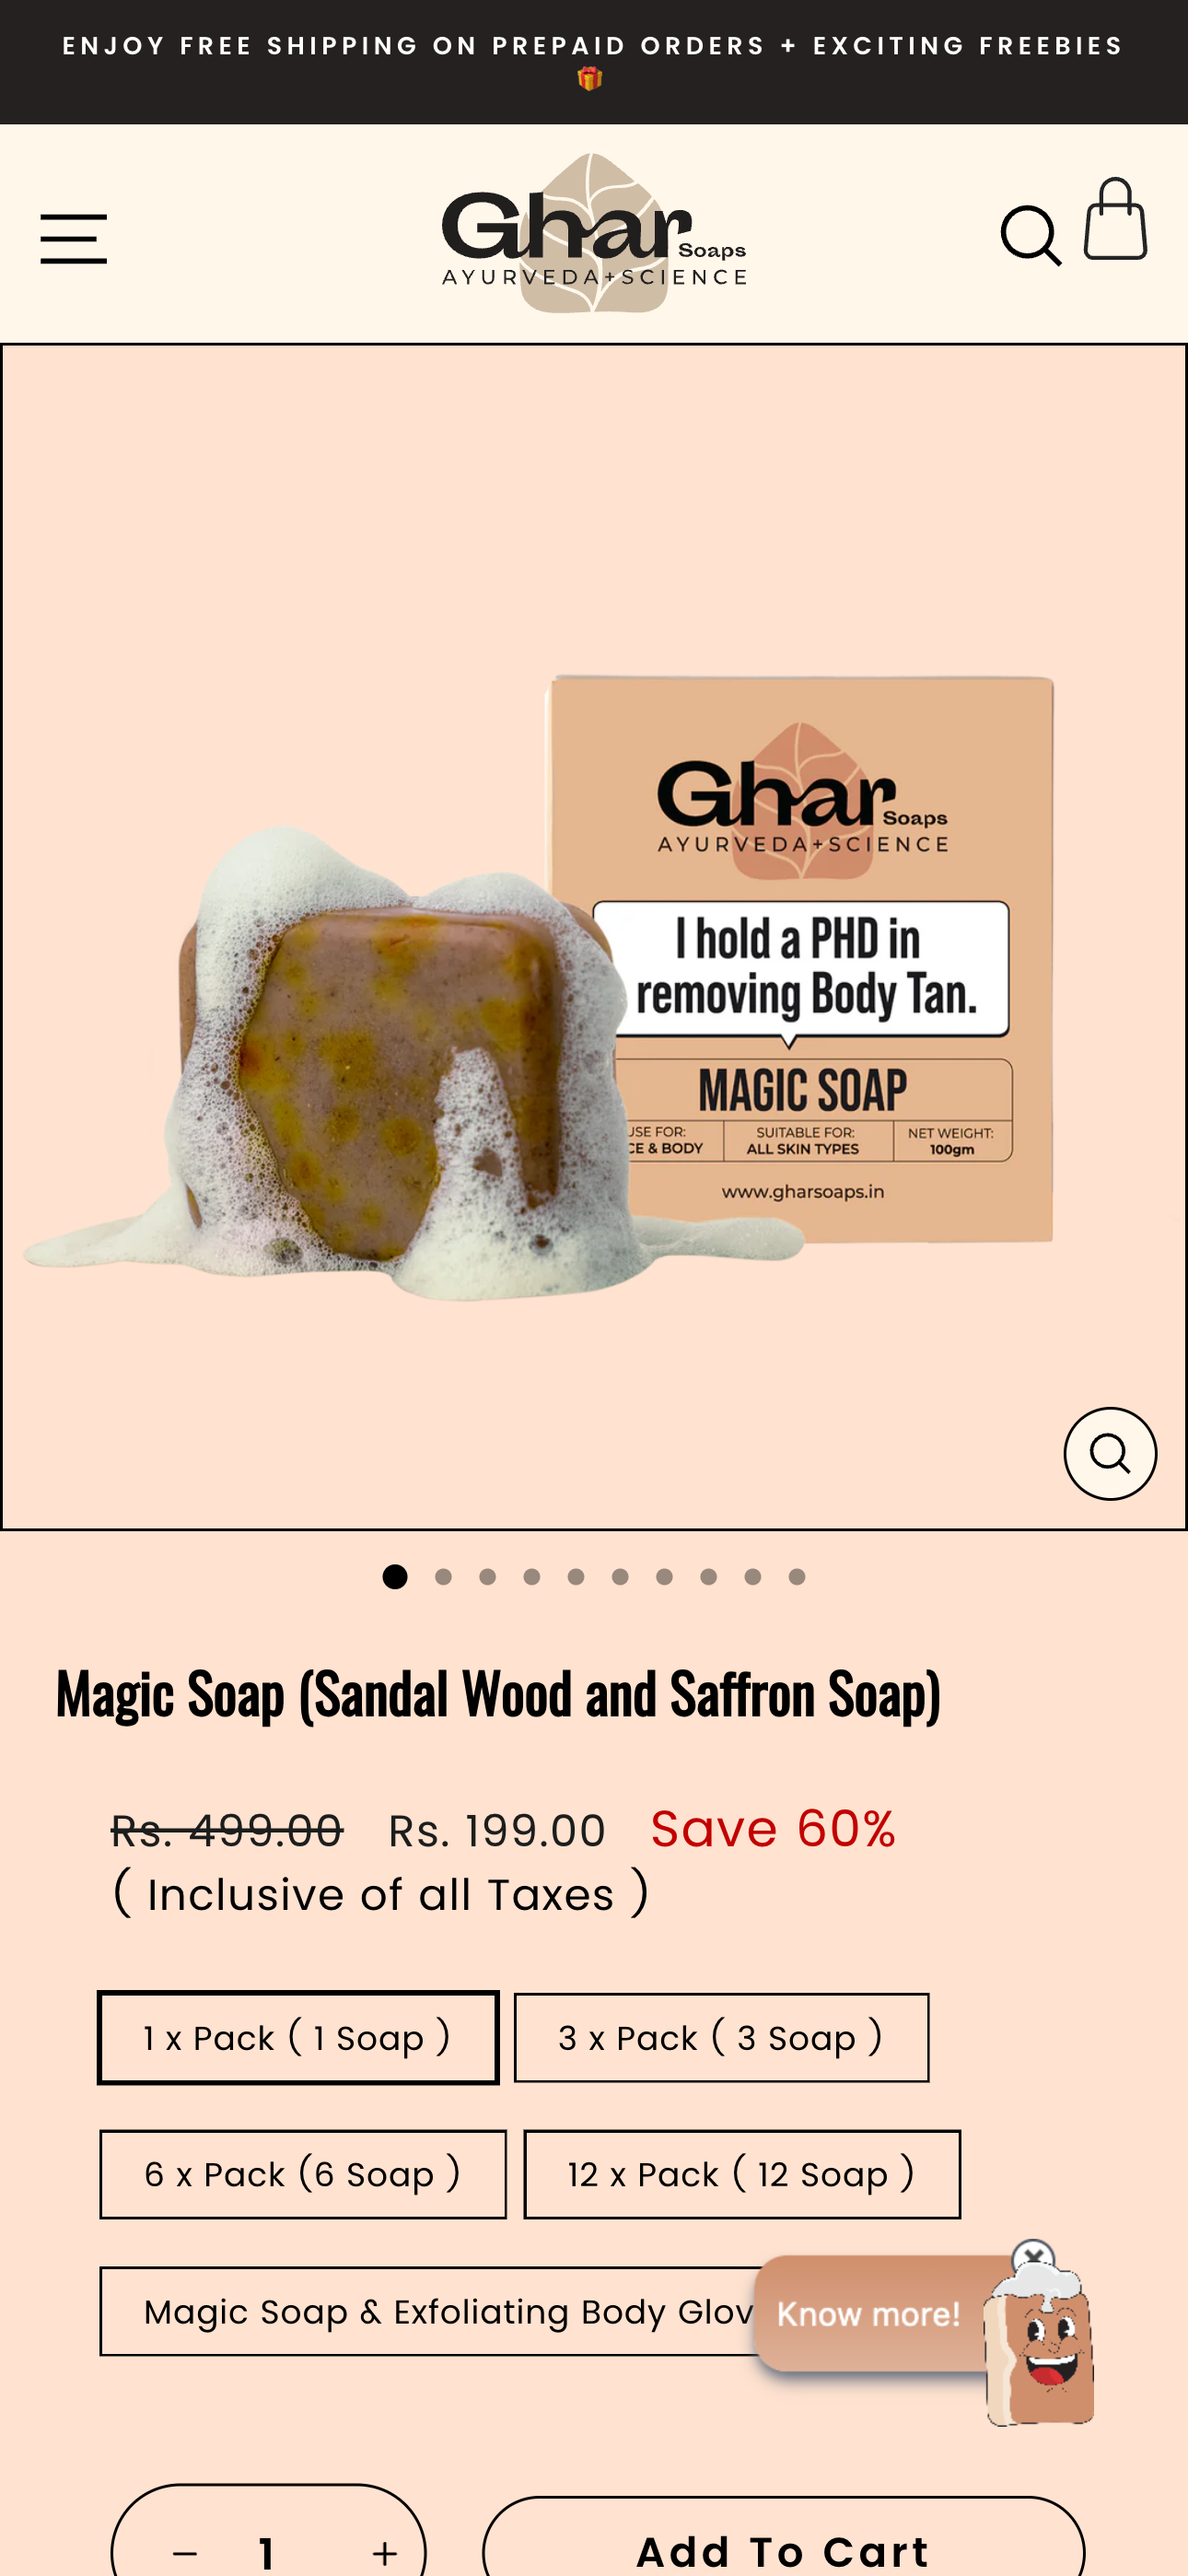 ENJOY FREE SHIPPING ON PREPAID ORDERS + EXCITING FREEBIES
🎁
Ghar Soaps
AYURVEDA+SCIENCE
Ghar Soaps
AYURVEDA+SCIENCE
I hold a PHD in
removing Body Tan.
MAGIC SOAP
USE FOR: SUITABLE FOR: NET WEIGHT:
& BODY ALL SKIN TYPES 100gm
www.gharsoaps.in
Magic Soap (Sandal Wood and Saffron Soap)
Rs. 499.00 Rs. 199.00 Save 60%
( Inclusive of all Taxes )
1 x Pack ( 1 Soap ) 3 x Pack ( 3 Soap )
6 x Pack (6 Soap ) 12 x Pack ( 12 Soap )
Magic Soap & Exfoliating Body Glov
Know more!
− 1 + Add To Cart